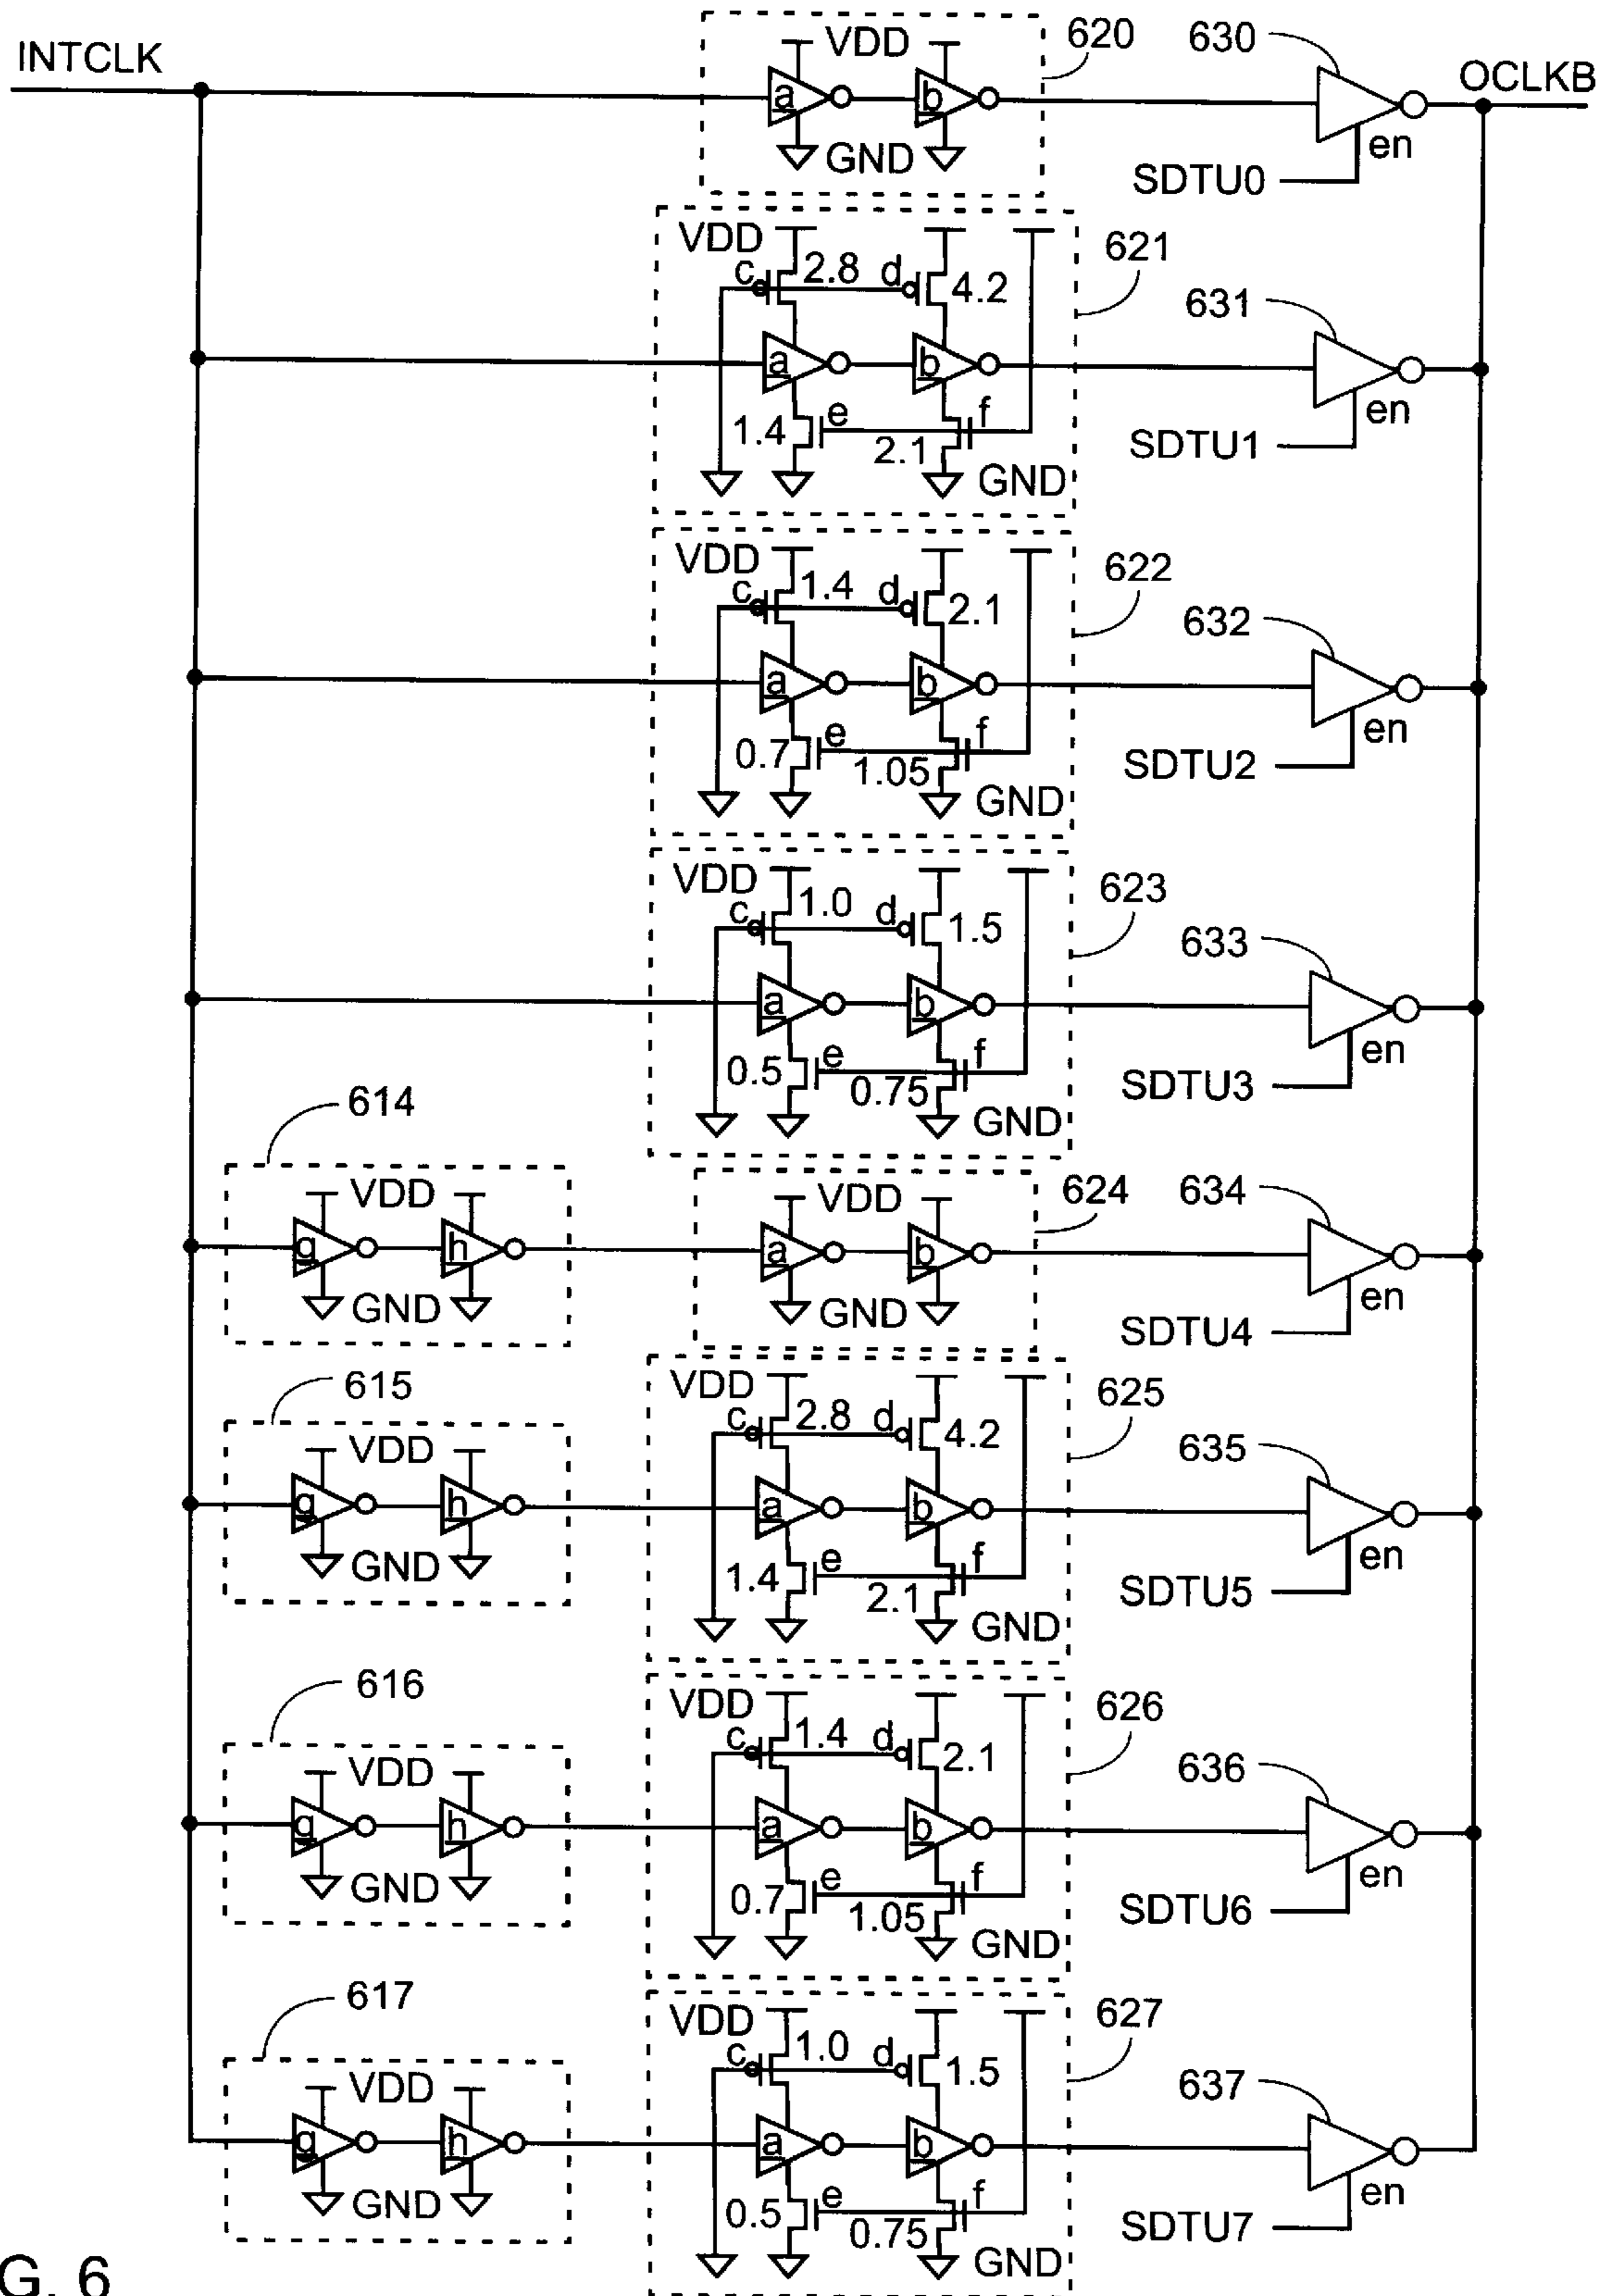 INTCLK
VDD
620
630
OCLKB
a
b
GND
en
SDTU0
VDD
c
2.8
d
4.2
621
631
a
b
1.4
e
2.1
f
GND
en
SDTU1
VDD
c
1.4
d
2.1
622
632
a
b
0.7
e
1.05
f
GND
en
SDTU2
VDD
c
1.0
d
1.5
623
633
a
b
0.5
e
0.75
f
GND
en
SDTU3
614
VDD
g
h
GND
VDD
624
634
a
b
GND
en
SDTU4
615
VDD
g
h
GND
VDD
c
2.8
d
4.2
625
635
a
b
1.4
e
2.1
f
GND
en
SDTU5
616
VDD
g
h
GND
VDD
c
1.4
d
2.1
626
636
a
b
0.7
e
1.05
f
GND
en
SDTU6
617
VDD
g
h
GND
VDD
c
1.0
d
1.5
627
637
a
b
0.5
e
0.75
f
GND
en
SDTU7
G. 6